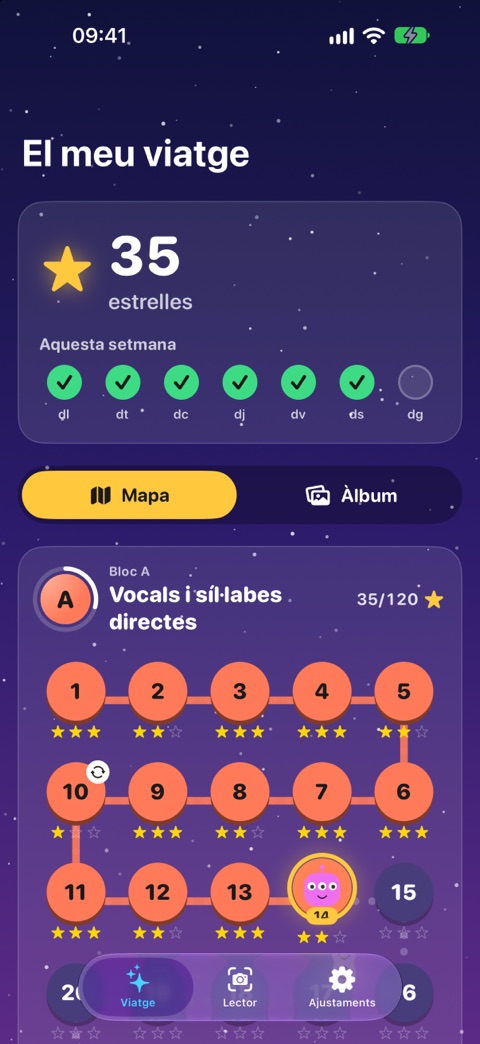 09:41
El meu viatge
35
estrelles
Aquesta setmana
dl dt dc dj dv ds dg
Mapa Àlbum
Bloc A
A Vocals i síl·labes directes 35/120
1 2 3 4 5
10 9 8 7 6
11 12 13 14 15
Viatge Lector Ajustaments